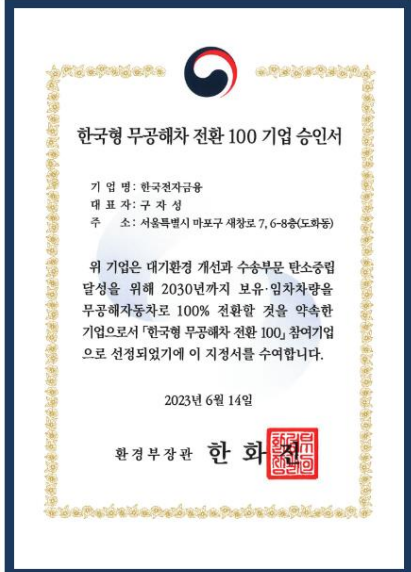 한국형 무공해차 전환 100 기업 승인서
기 업 명: 한국전자금융
대 표 자: 구 자 성
주 소: 서울특별시 마포구 새창로 7, 6-8층(도화동)
위 기업은 대기환경 개선과 수송부문 탄소중립
달성을 위해 2030년까지 보유·임차차량을
무공해자동차로 100% 전환할 것을 약속한
기업으로서 「한국형 무공해차 전환 100」 참여기업
으로 선정되었기에 이 지정서를 수여합니다.
2023년 6월 14일
환경부장관 한 화 진